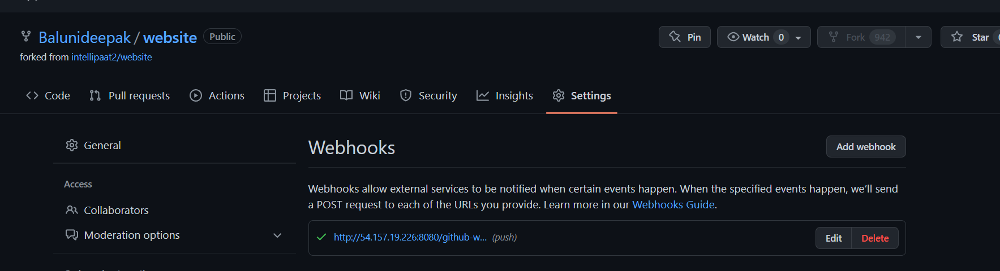 Balunideepak / website Public
Pin Watch 0 Fork 942 Star
forked from intellipaat2/website
Code Pull requests Actions Projects Wiki Security Insights Settings
General
Access
Collaborators
Moderation options
Webhooks
Add webhook
Webhooks allow external services to be notified when certain events happen. When the specified events happen, we’ll send
a POST request to each of the URLs you provide. Learn more in our Webhooks Guide.
http://54.157.19.226:8080/github-w... (push)
Edit Delete